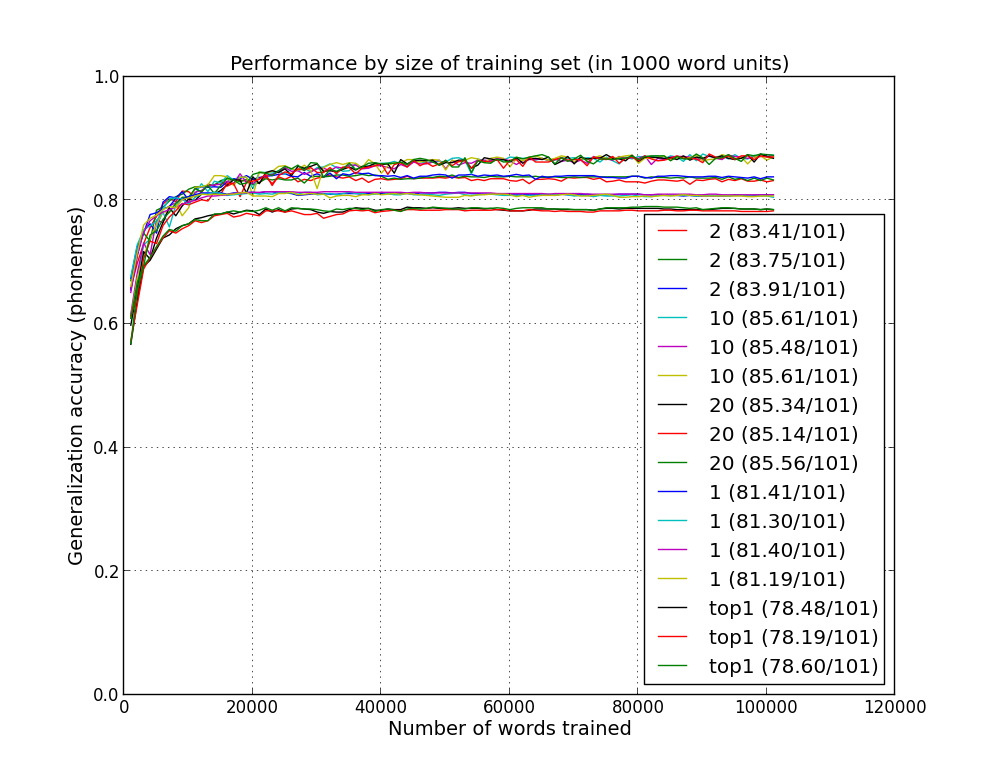 Performance by size of training set (in 1000 word units)
1.0
0.8
0.6
0.4
0.2
0.0
Generalization accuracy (phonemes)
2 (83.41/101)
2 (83.75/101)
2 (83.91/101)
10 (85.61/101)
10 (85.48/101)
10 (85.61/101)
20 (85.34/101)
20 (85.14/101)
20 (85.56/101)
1 (81.41/101)
1 (81.30/101)
1 (81.40/101)
1 (81.19/101)
top1 (78.48/101)
top1 (78.19/101)
top1 (78.60/101)
0 20000 40000 60000 80000 100000 120000
Number of words trained